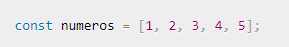 const numeros = [1, 2, 3, 4, 5];